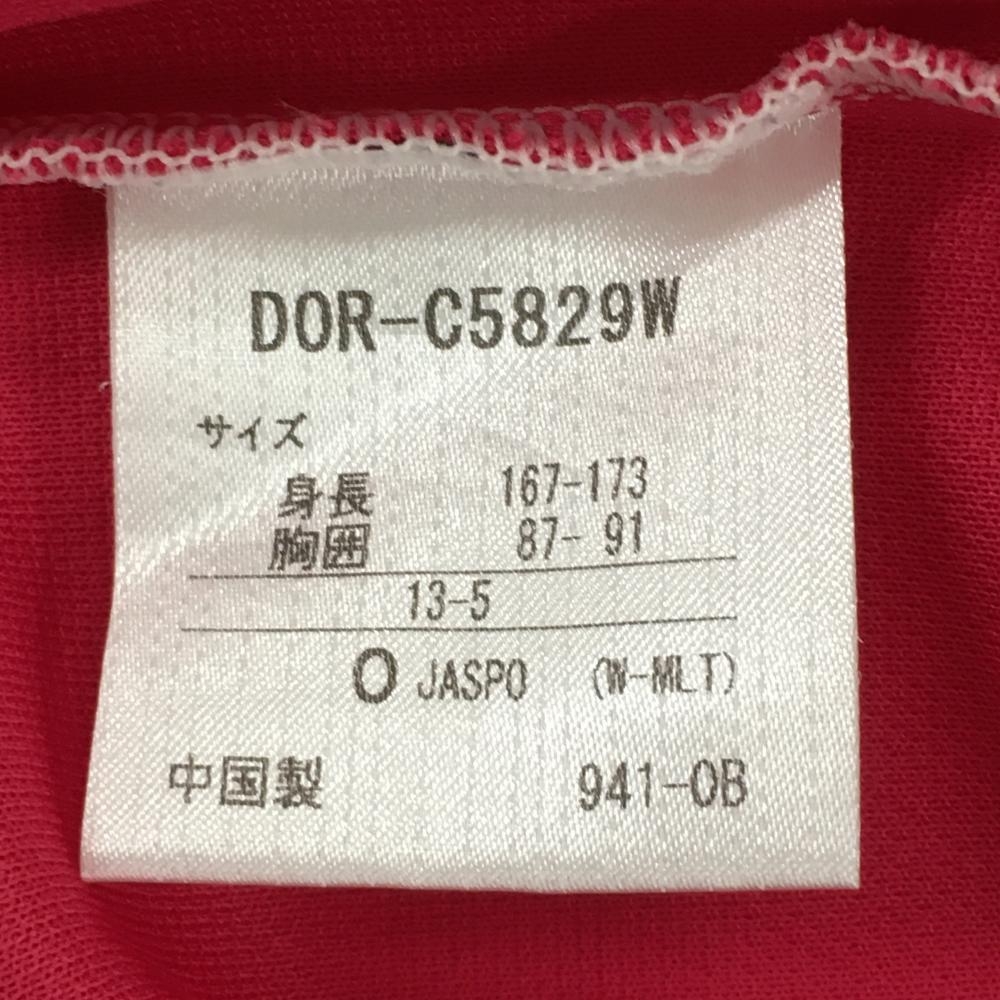 DOR-C5829W
サイズ
身長 167-173
胸囲 87- 91
13-5
O JASPO (W-MLT)
中国製 941-0B